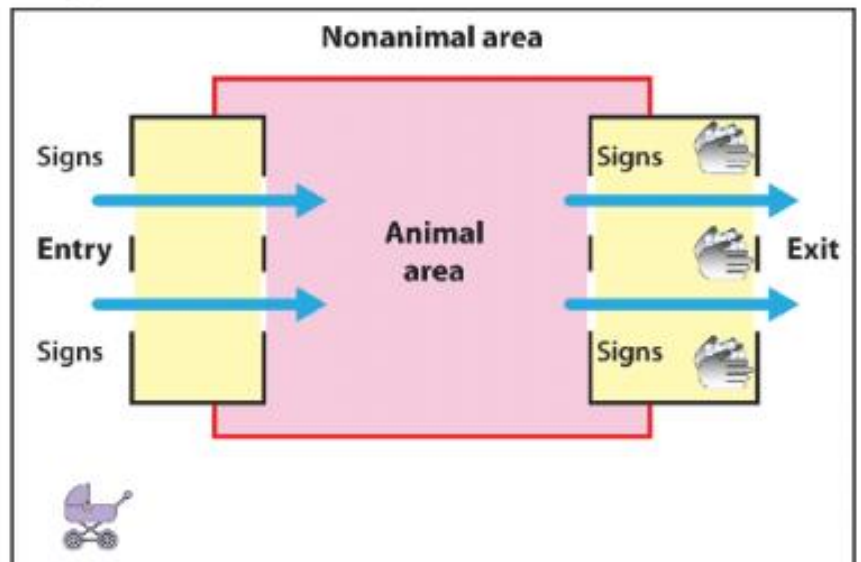 Nonanimal area
Signs
Signs
Entry
Animal
area
Exit
Signs
Signs